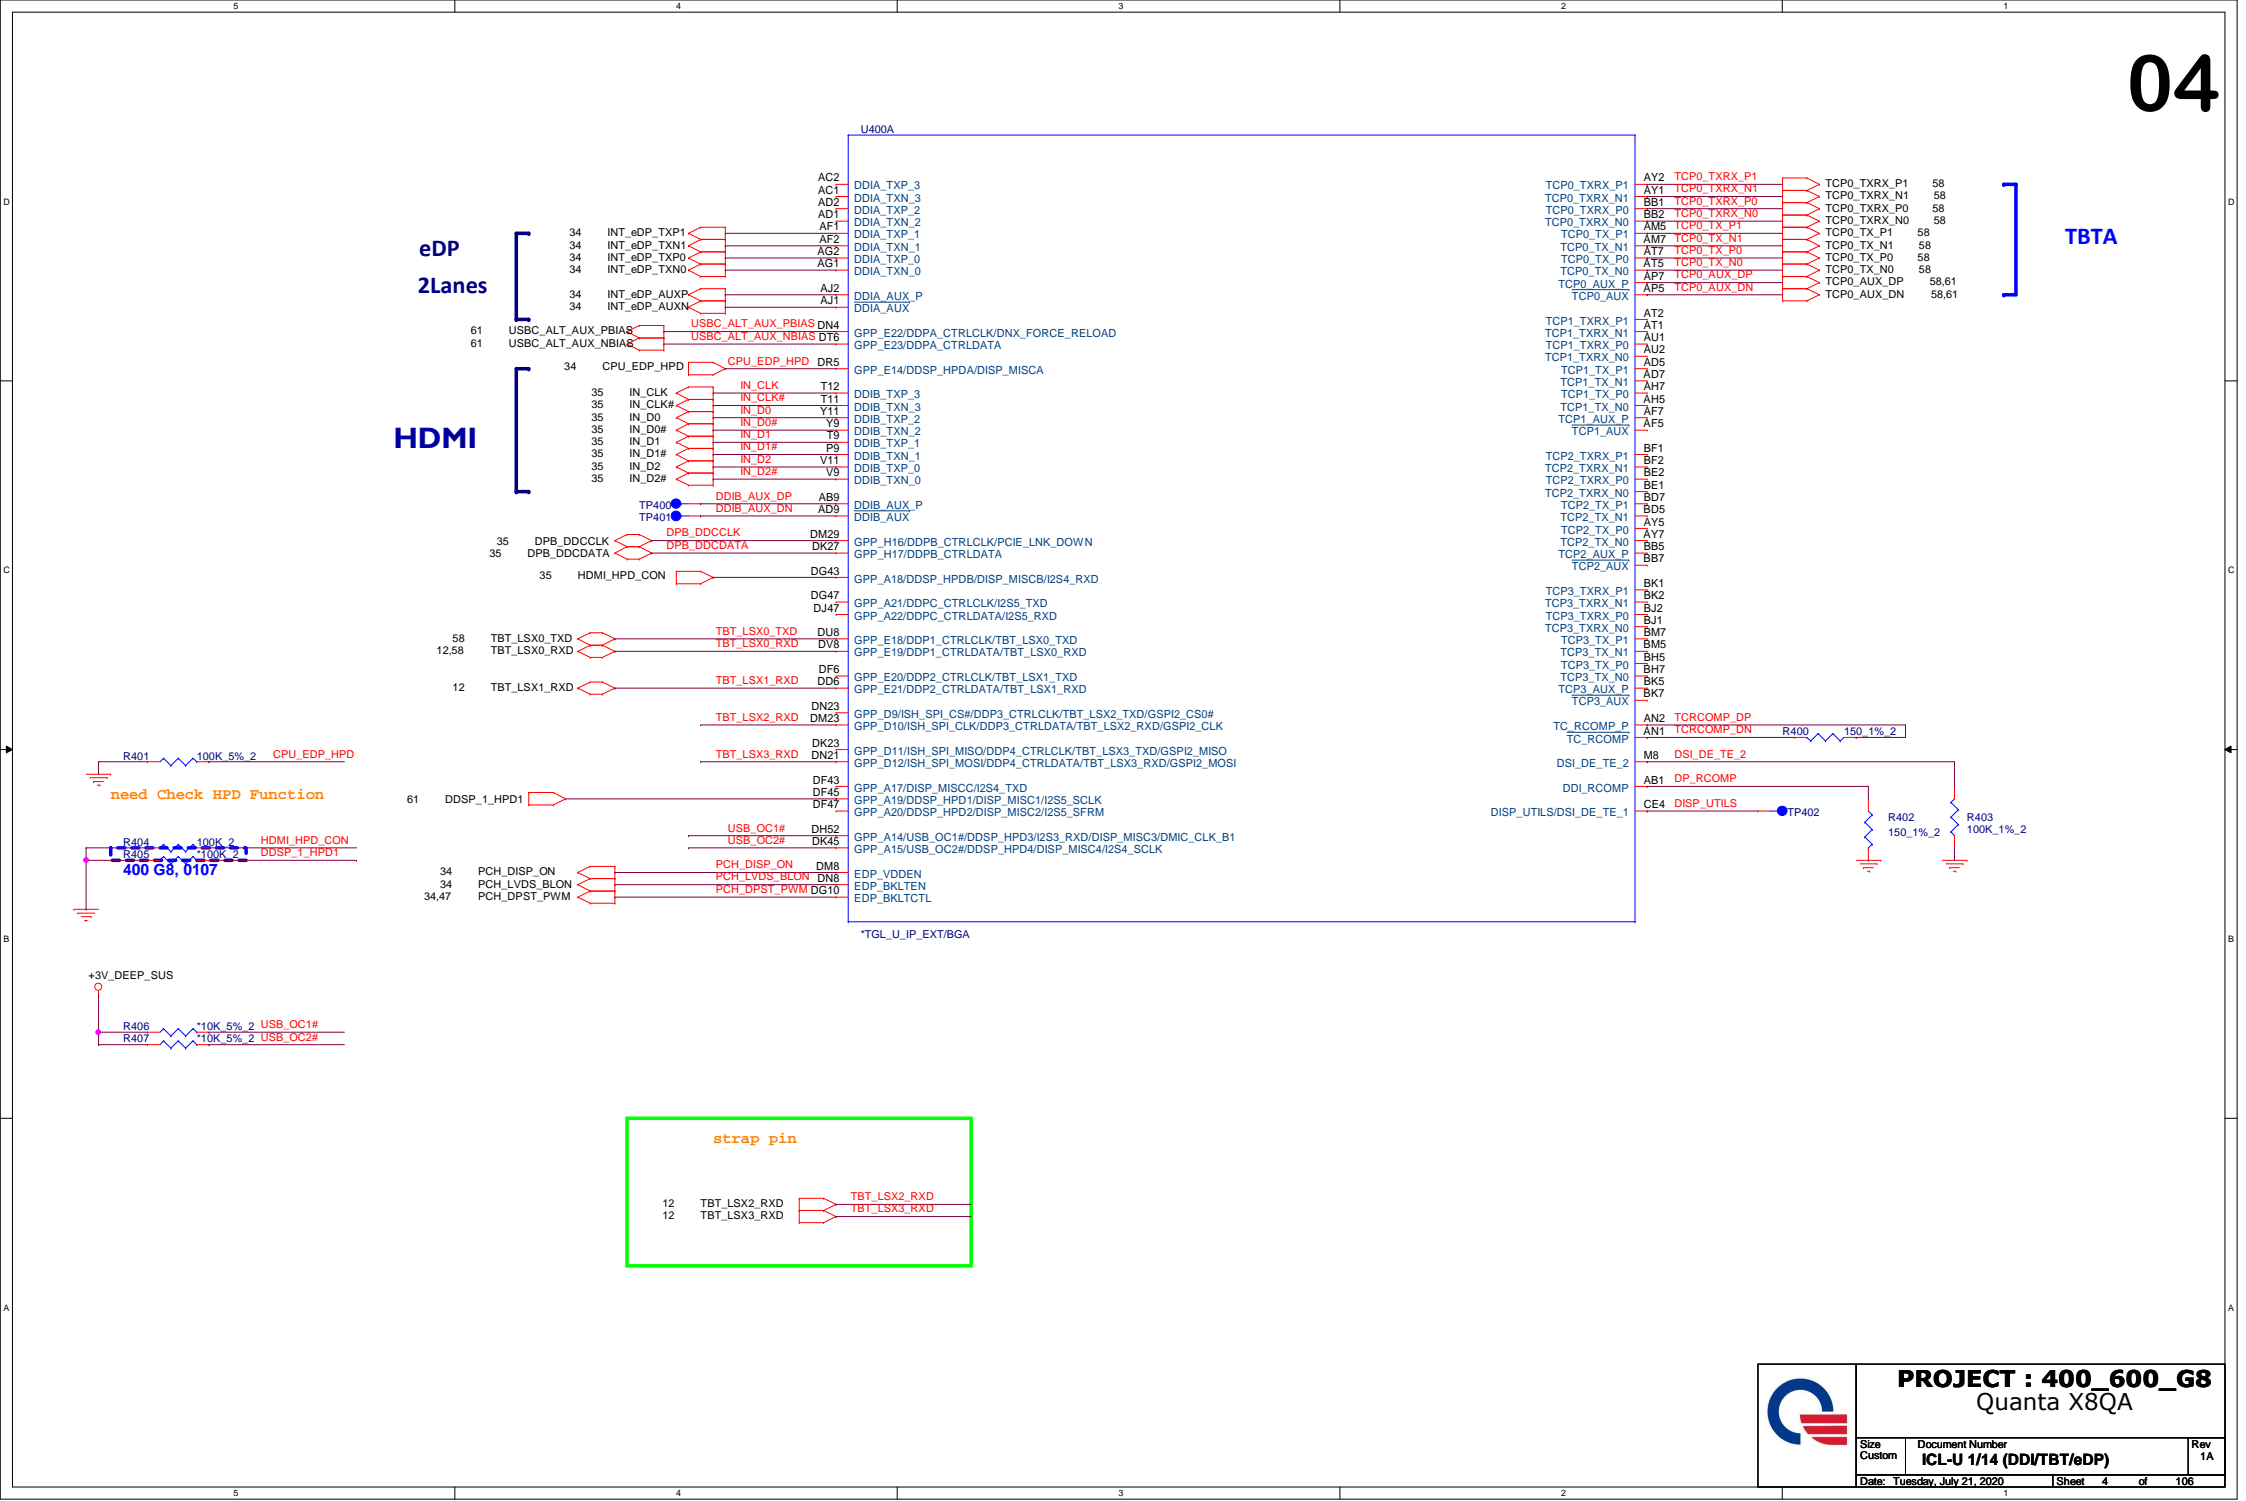 5 4 3 2 1
04
U400A
D
D
C
C
B
B
A
A
eDP
2Lanes
34 INT_eDP_TXP1
34 INT_eDP_TXN1
34 INT_eDP_TXP0
34 INT_eDP_TXN0
34 INT_eDP_AUXP
34 INT_eDP_AUXN
61 USBC_ALT_AUX_PBIAS USBC_ALT_AUX_PBIAS DN4 GPP_E22/DDPA_CTRLCLK/DNX_FORCE_RELOAD
61 USBC_ALT_AUX_NBIAS USBC_ALT_AUX_NBIAS DT6 GPP_E23/DDPA_CTRLDATA
34 CPU_EDP_HPD CPU_EDP_HPD DR5 GPP_E14/DDSP_HPDA/DISP_MISCA
AC2 DDIA_TXP_3
AC1 DDIA_TXN_3
AD2 DDIA_TXP_2
AD1 DDIA_TXN_2
AF1 DDIA_TXP_1
AF2 DDIA_TXN_1
AG2 DDIA_TXP_0
AG1 DDIA_TXN_0
AJ2 DDIA_AUX_P
AJ1 DDIA_AUX
HDMI
35 IN_CLK IN_CLK T12 DDIB_TXP_3
35 IN_CLK# IN_CLK# T11 DDIB_TXN_3
35 IN_D0 IN_D0 Y11 DDIB_TXP_2
35 IN_D0# IN_D0# Y9 DDIB_TXN_2
35 IN_D1 IN_D1 T9 DDIB_TXP_1
35 IN_D1# IN_D1# P9 DDIB_TXN_1
35 IN_D2 IN_D2 V11 DDIB_TXP_0
35 IN_D2# IN_D2# V9 DDIB_TXN_0
TP400 DDIB_AUX_DP AB9 DDIB_AUX_P
TP401 DDIB_AUX_DN AD9 DDIB_AUX
35 DPB_DDCCLK DPB_DDCCLK DM29 GPP_H16/DDPB_CTRLCLK/PCIE_LNK_DOWN
35 DPB_DDCDATA DPB_DDCDATA DK27 GPP_H17/DDPB_CTRLDATA
35 HDMI_HPD_CON DG43 GPP_A18/DDSP_HPDB/DISP_MISCB/I2S4_RXD
DG47 GPP_A21/DDPC_CTRLCLK/I2S5_TXD
DJ47 GPP_A22/DDPC_CTRLDATA/I2S5_RXD
58 TBT_LSX0_TXD TBT_LSX0_TXD DU8 GPP_E18/DDP1_CTRLCLK/TBT_LSX0_TXD
12,58 TBT_LSX0_RXD TBT_LSX0_RXD DV8 GPP_E19/DDP1_CTRLDATA/TBT_LSX0_RXD
DF6 GPP_E20/DDP2_CTRLCLK/TBT_LSX1_TXD
12 TBT_LSX1_RXD TBT_LSX1_RXD DD6 GPP_E21/DDP2_CTRLDATA/TBT_LSX1_RXD
DN23 GPP_D9/ISH_SPI_CS#/DDP3_CTRLCLK/TBT_LSX2_TXD/GSPI2_CS0#
TBT_LSX2_RXD DM23 GPP_D10/ISH_SPI_CLK/DDP3_CTRLDATA/TBT_LSX2_RXD/GSPI2_CLK
DK23 GPP_D11/ISH_SPI_MISO/DDP4_CTRLCLK/TBT_LSX3_TXD/GSPI2_MISO
TBT_LSX3_RXD DN21 GPP_D12/ISH_SPI_MOSI/DDP4_CTRLDATA/TBT_LSX3_RXD/GSPI2_MOSI
DF43 GPP_A17/DISP_MISCC/I2S4_TXD
61 DDSP_1_HPD1 DF45 GPP_A19/DDSP_HPD1/DISP_MISC1/I2S5_SCLK
DF47 GPP_A20/DDSP_HPD2/DISP_MISC2/I2S5_SFRM
USB_OC1# DH52 GPP_A14/USB_OC1#/DDSP_HPD3/I2S3_RXD/DISP_MISC3/DMIC_CLK_B1
USB_OC2# DK45 GPP_A15/USB_OC2#/DDSP_HPD4/DISP_MISC4/I2S4_SCLK
34 PCH_DISP_ON PCH_DISP_ON DM8 EDP_VDDEN
34 PCH_LVDS_BLON PCH_LVDS_BLON DN8 EDP_BKLTEN
34,47 PCH_DPST_PWM PCH_DPST_PWM DG10 EDP_BKLTCTL
*TGL_U_IP_EXT/BGA
TCP0_TXRX_P1 AY2 TCP0_TXRX_P1 TCP0_TXRX_P1 58
TCP0_TXRX_N1 AY1 TCP0_TXRX_N1 TCP0_TXRX_N1 58
TCP0_TXRX_P0 BB1 TCP0_TXRX_P0 TCP0_TXRX_P0 58
TCP0_TXRX_N0 BB2 TCP0_TXRX_N0 TCP0_TXRX_N0 58
TCP0_TX_P1 AM5 TCP0_TX_P1 TCP0_TX_P1 58
TCP0_TX_N1 AM7 TCP0_TX_N1 TCP0_TX_N1 58
TCP0_TX_P0 AT7 TCP0_TX_P0 TCP0_TX_P0 58
TCP0_TX_N0 AT5 TCP0_TX_N0 TCP0_TX_N0 58
TCP0_AUX_P AP7 TCP0_AUX_DP TCP0_AUX_DP 58,61
TCP0_AUX AP5 TCP0_AUX_DN TCP0_AUX_DN 58,61
TBTA
TCP1_TXRX_P1 AT2
TCP1_TXRX_N1 AT1
TCP1_TXRX_P0 AU1
TCP1_TXRX_N0 AU2
TCP1_TX_P1 AD5
TCP1_TX_N1 AD7
TCP1_TX_P0 AH7
TCP1_TX_N0 AH5
TCP1_AUX_P AF7
TCP1_AUX AF5
TCP2_TXRX_P1 BF1
TCP2_TXRX_N1 BF2
TCP2_TXRX_P0 BE2
TCP2_TXRX_N0 BE1
TCP2_TX_P1 BD7
TCP2_TX_N1 BD5
TCP2_TX_P0 AY5
TCP2_TX_N0 AY7
TCP2_AUX_P BB5
TCP2_AUX BB7
TCP3_TXRX_P1 BK1
TCP3_TXRX_N1 BK2
TCP3_TXRX_P0 BJ2
TCP3_TXRX_N0 BJ1
TCP3_TX_P1 BM7
TCP3_TX_N1 BM5
TCP3_TX_P0 BH5
TCP3_TX_N0 BH7
TCP3_AUX_P BK5
TCP3_AUX BK7
TC_RCOMP_P AN2 TCRCOMP_DP
TC_RCOMP AN1 TCRCOMP_DN R400 150_1%_2
DSI_DE_TE_2 M8 DSI_DE_TE_2
DDI_RCOMP AB1 DP_RCOMP
DISP_UTILS/DSI_DE_TE_1 CE4 DISP_UTILS TP402
R402
150_1%_2
R403
100K_1%_2
R401 100K_5%_2 CPU_EDP_HPD
need Check HPD Function
R404 100K_2 HDMI_HPD_CON
R405 *100K_2 DDSP_1_HPD1
400 G8, 0107
+3V_DEEP_SUS
R406 *10K_5%_2 USB_OC1#
R407 *10K_5%_2 USB_OC2#
strap pin
12 TBT_LSX2_RXD TBT_LSX2_RXD
12 TBT_LSX3_RXD TBT_LSX3_RXD
PROJECT : 400_600_G8
Quanta X8QA
Size
Custom
Document Number
ICL-U 1/14 (DDI/TBT/eDP)
Rev
1A
Date: Tuesday, July 21, 2020 Sheet 4 of 106
5 4 3 2 1